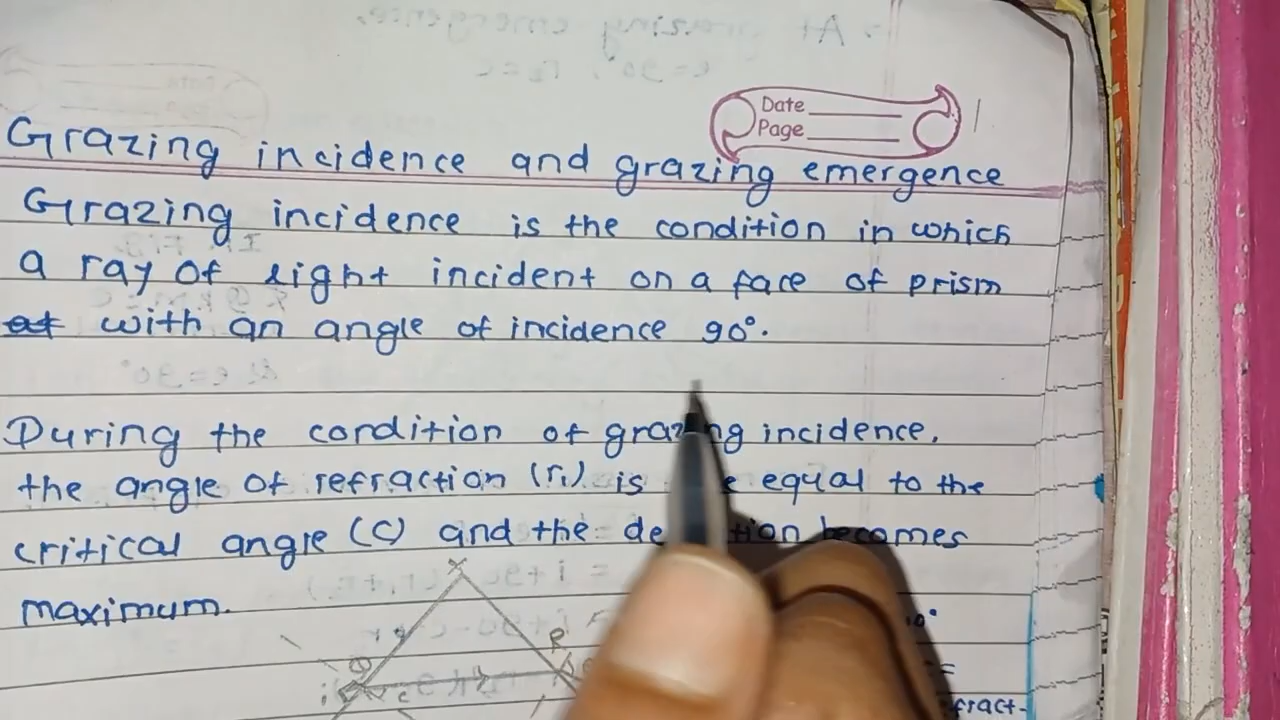 Date
Page
Grazing incidence and grazing emergence
Grazing incidence is the condition in which
a ray of light incident on a face of prism
with an angle of incidence 90°.
During the condition of grazing incidence,
the angle of refraction (r₁) is equal to the
critical angle (C) and the becomes
maximum.
R
Q
i